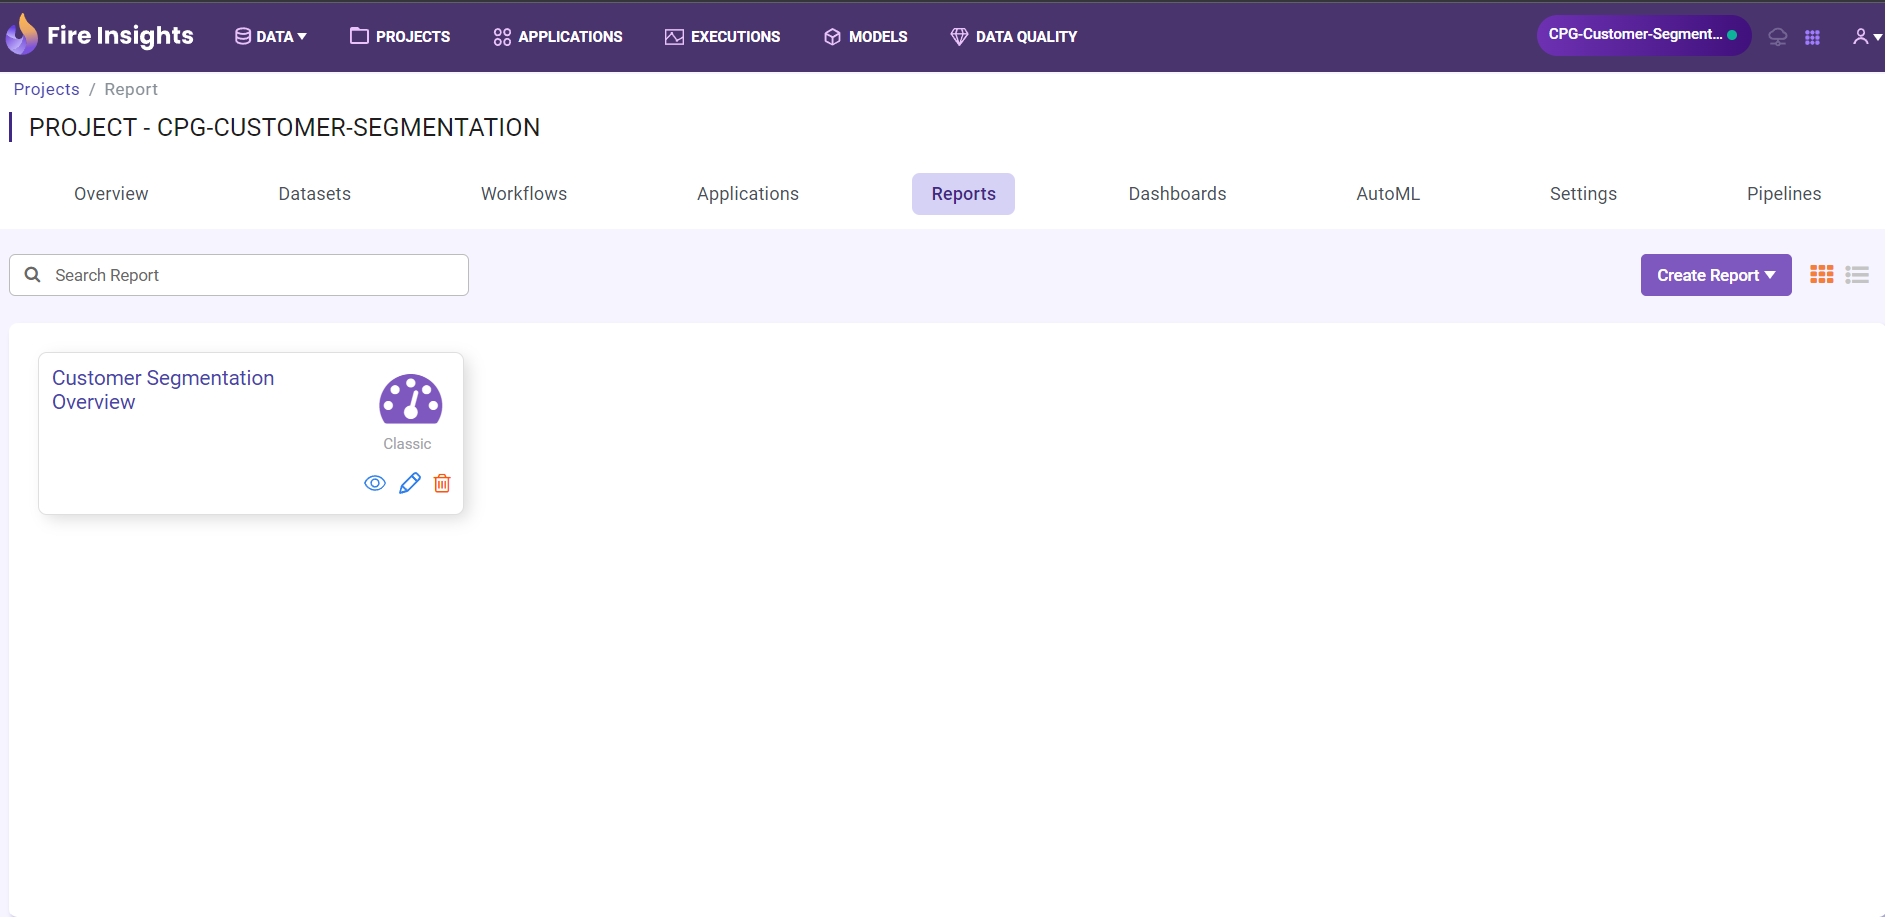 Fire Insights
DATA
PROJECTS
APPLICATIONS
EXECUTIONS
MODELS
DATA QUALITY
CPG-Customer-Segment...
Projects / Report
PROJECT - CPG-CUSTOMER-SEGMENTATION
Overview
Datasets
Workflows
Applications
Reports
Dashboards
AutoML
Settings
Pipelines
Search Report
Create Report
Customer Segmentation
Overview
Classic